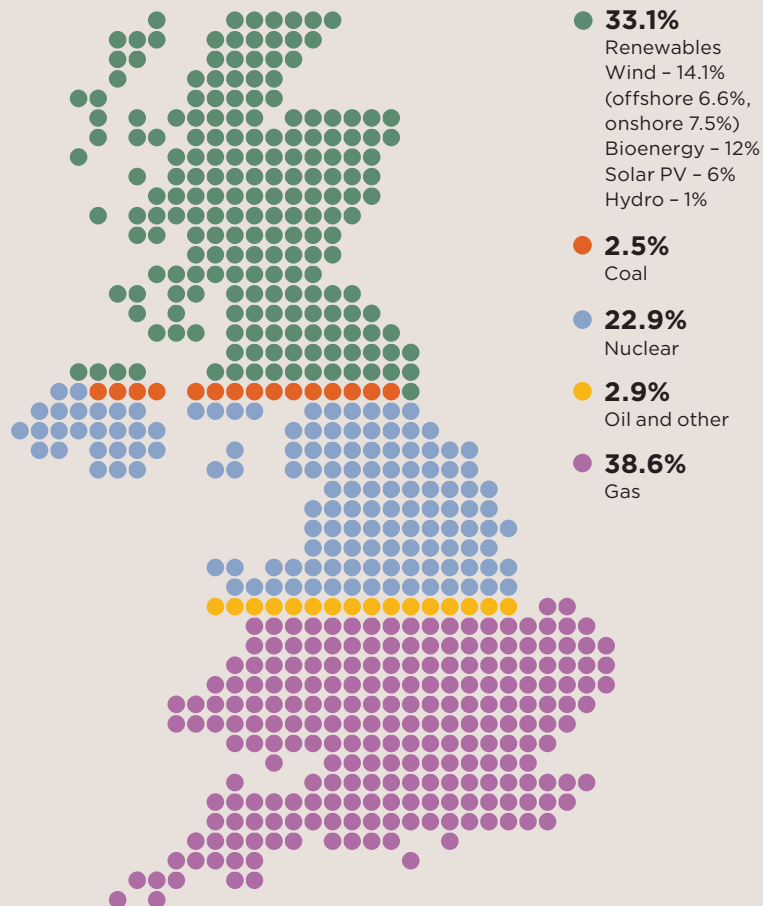 33.1%
Renewables
Wind – 14.1%
(offshore 6.6%,
onshore 7.5%)
Bioenergy – 12%
Solar PV – 6%
Hydro – 1%
2.5%
Coal
22.9%
Nuclear
2.9%
Oil and other
38.6%
Gas